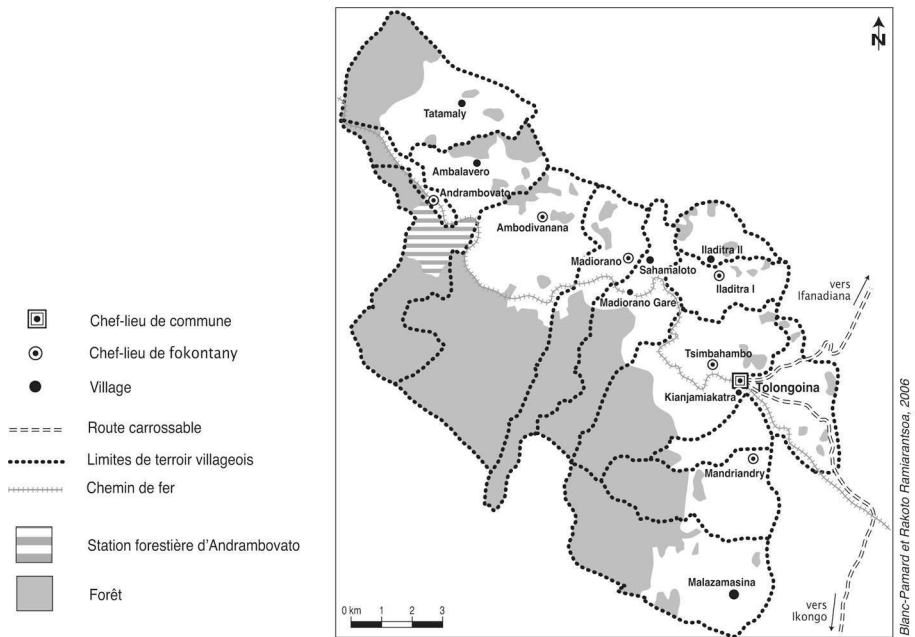 N
Tatamaly
Ambalavero
Andrambovato
Ambodivanana
Iladitra II
Madiorano
Sahamaloto
Iladitra I
vers
Ifanadiana
Madiorano Gare
Tsimbahambo
Tolongoina
Kianjamiakatra
Mandriandry
Malazamasina
vers
Ikongo
0 km 1 2 3
Chef-lieu de commune
Chef-lieu de fokontany
Village
Route carrossable
Limites de terroir villageois
Chemin de fer
Station forestière d'Andrambovato
Forêt
Blanc-Pamard et Rakoto Ramiarantsoa, 2006